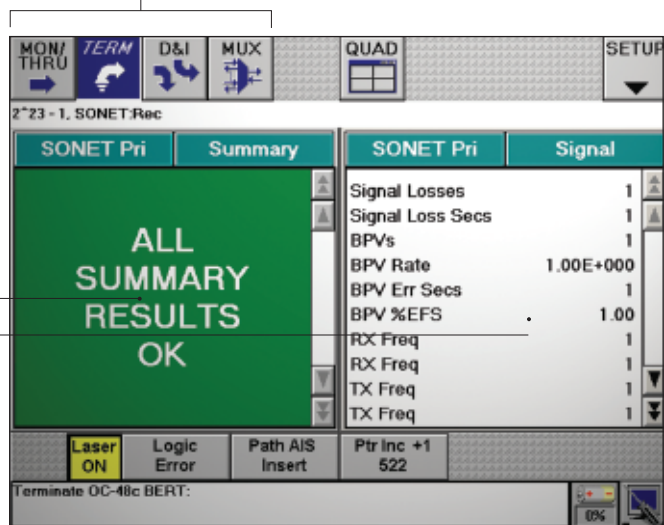 MON/
THRU
TERM
D&I
MUX
QUAD
SETUP
2^23 - 1, SONET:Rec
SONET Pri
Summary
SONET Pri
Signal
ALL
SUMMARY
RESULTS
OK
Signal Losses 1
Signal Loss Secs 1
BPVs 1
BPV Rate 1.00E+000
BPV Err Secs 1
BPV %EFS 1.00
RX Freq 1
RX Freq 1
TX Freq 1
TX Freq 1
Laser
ON
Logic
Error
Path AIS
Insert
Ptr Inc +1
522
Terminate OC-48c BERT:
0%